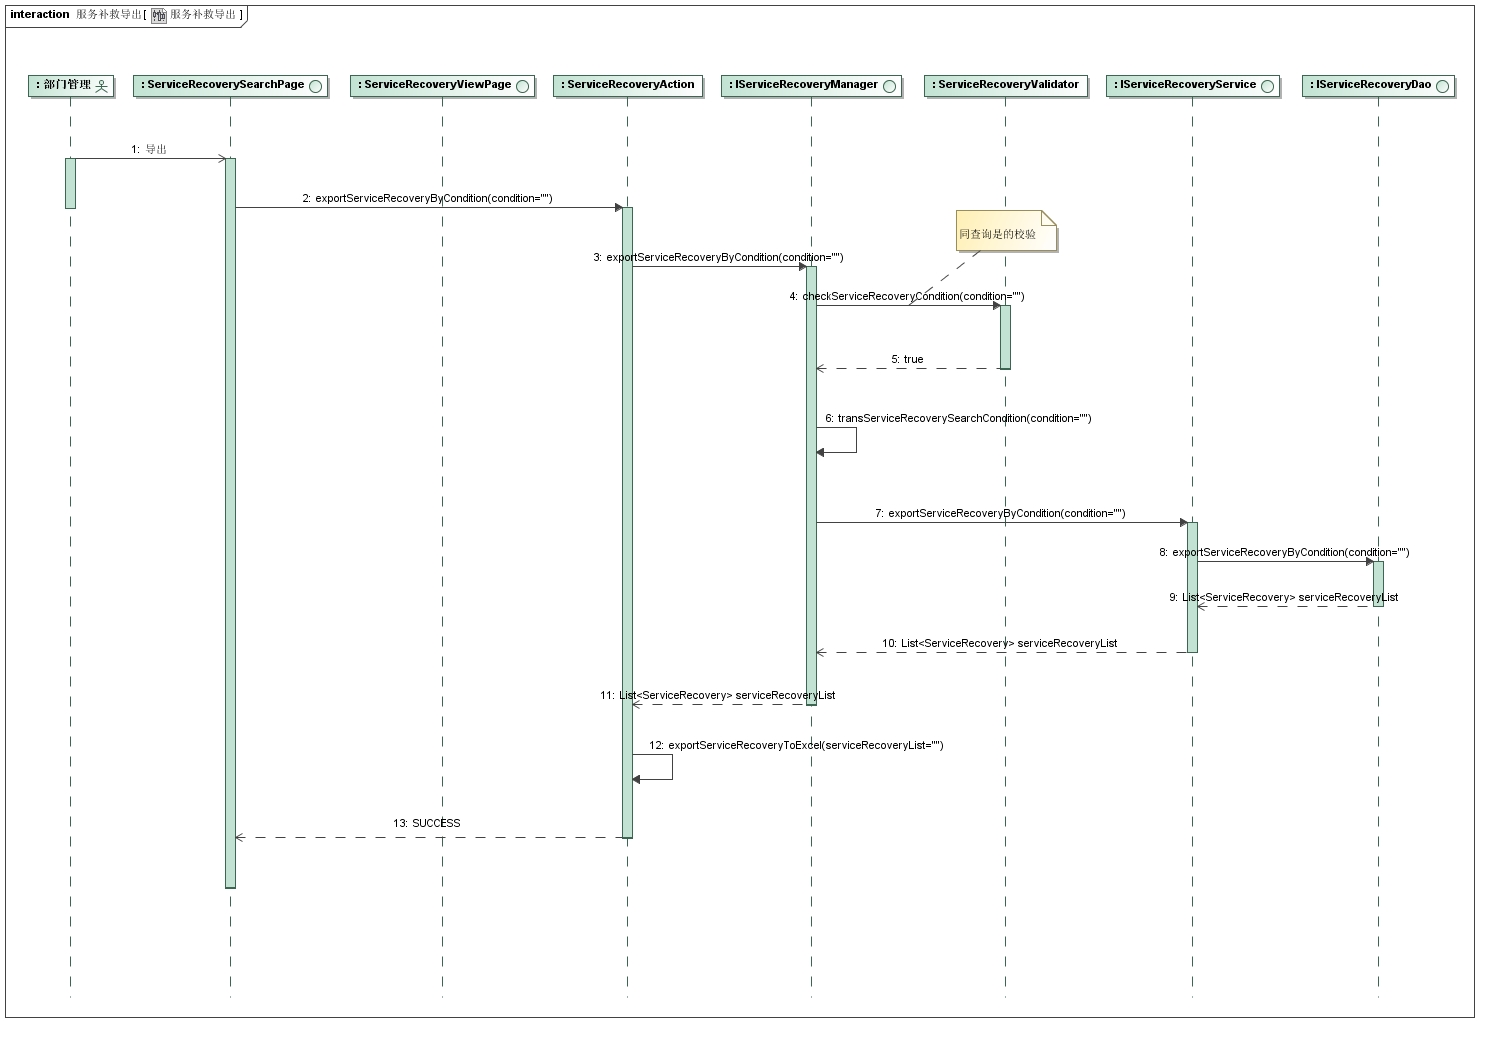 interaction 服务补救导出[ 服务补救导出 ]
: 部门管理
: ServiceRecoverySearchPage
: ServiceRecoveryViewPage
: ServiceRecoveryAction
: IServiceRecoveryManager
: ServiceRecoveryValidator
: IServiceRecoveryService
: IServiceRecoveryDao
1: 导出
2: exportServiceRecoveryByCondition(condition="")
同查询是的校验
3: exportServiceRecoveryByCondition(condition="")
4: checkServiceRecoveryCondition(condition="")
5: true
6: transServiceRecoverySearchCondition(condition="")
7: exportServiceRecoveryByCondition(condition="")
8: exportServiceRecoveryByCondition(condition="")
9: List<ServiceRecovery> serviceRecoveryList
10: List<ServiceRecovery> serviceRecoveryList
11: List<ServiceRecovery> serviceRecoveryList
12: exportServiceRecoveryToExcel(serviceRecoveryList="")
13: SUCCESS